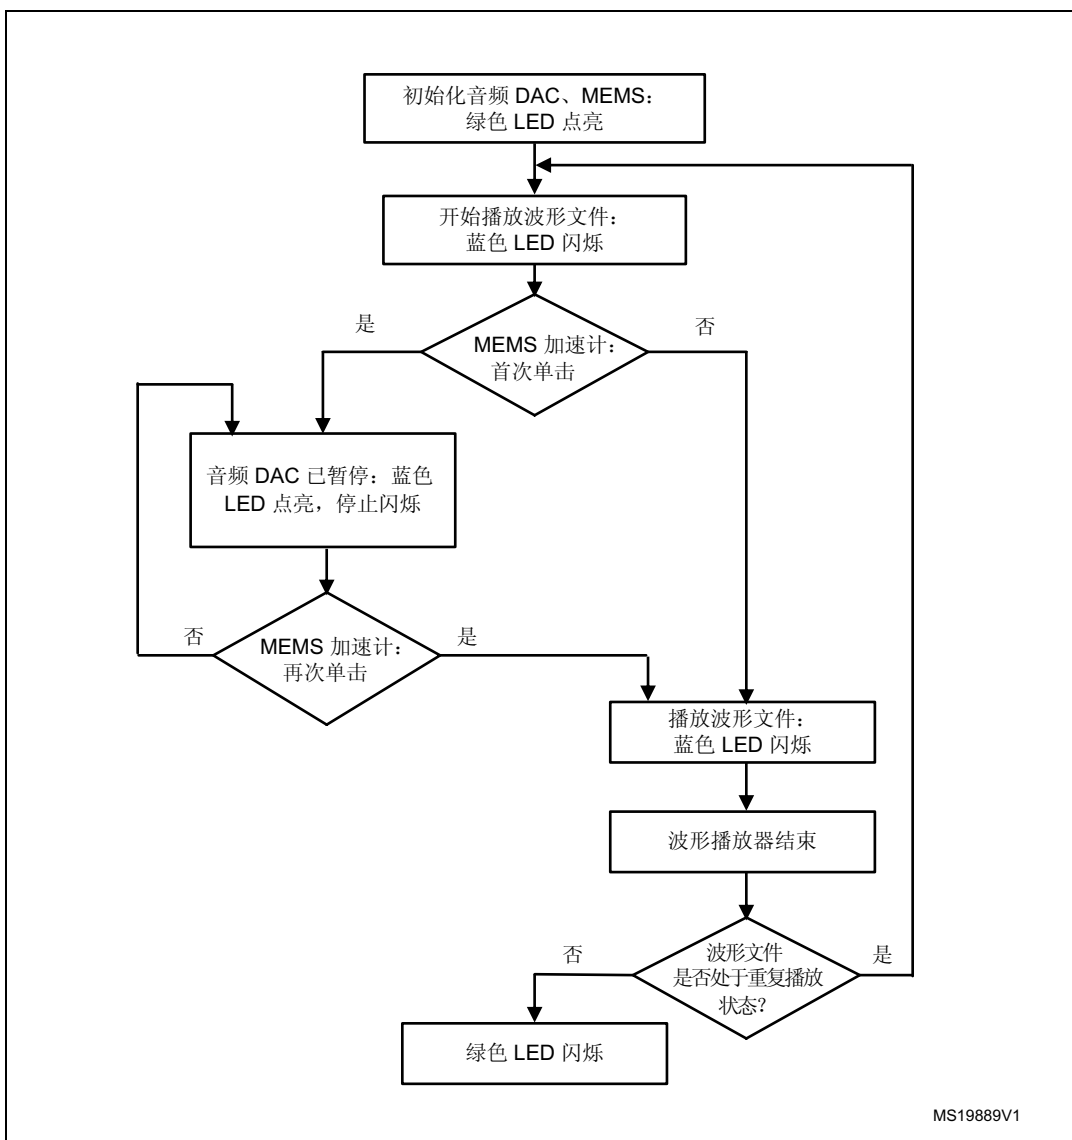 初始化音频 DAC、MEMS：
绿色 LED 点亮
开始播放波形文件：
蓝色 LED 闪烁
是
否
MEMS 加速计：
首次单击
音频 DAC 已暂停：蓝色
LED 点亮，停止闪烁
否
MEMS 加速计：
再次单击
是
播放波形文件：
蓝色 LED 闪烁
波形播放器结束
否
波形文件
是否处于重复播放
状态？
是
绿色 LED 闪烁
MS19889V1